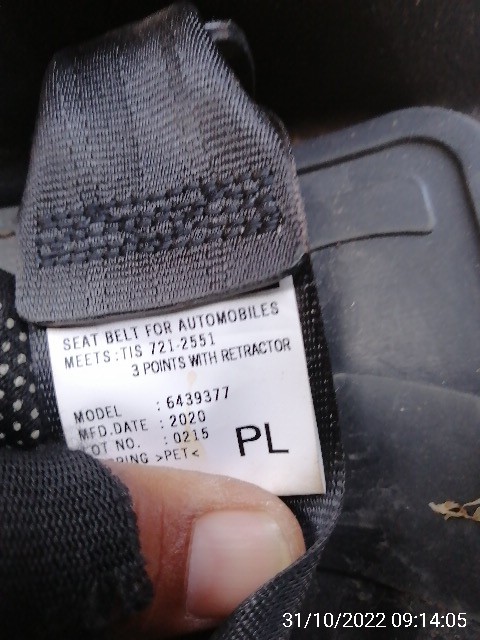 SEAT BELT FOR AUTOMOBILES
MEETS : TIS 721-2551
3 POINTS WITH RETRACTOR
MODEL : 6439377
MFD.DATE : 2020
LOT NO. : 0215
>PET<
PL
31/10/2022 09:14:05